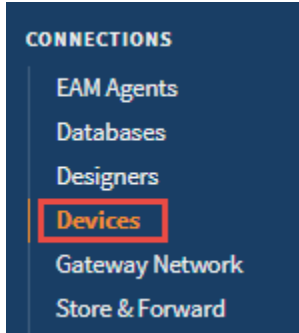 CONNECTIONS
EAM Agents
Databases
Designers
Devices
Gateway Network
Store & Forward